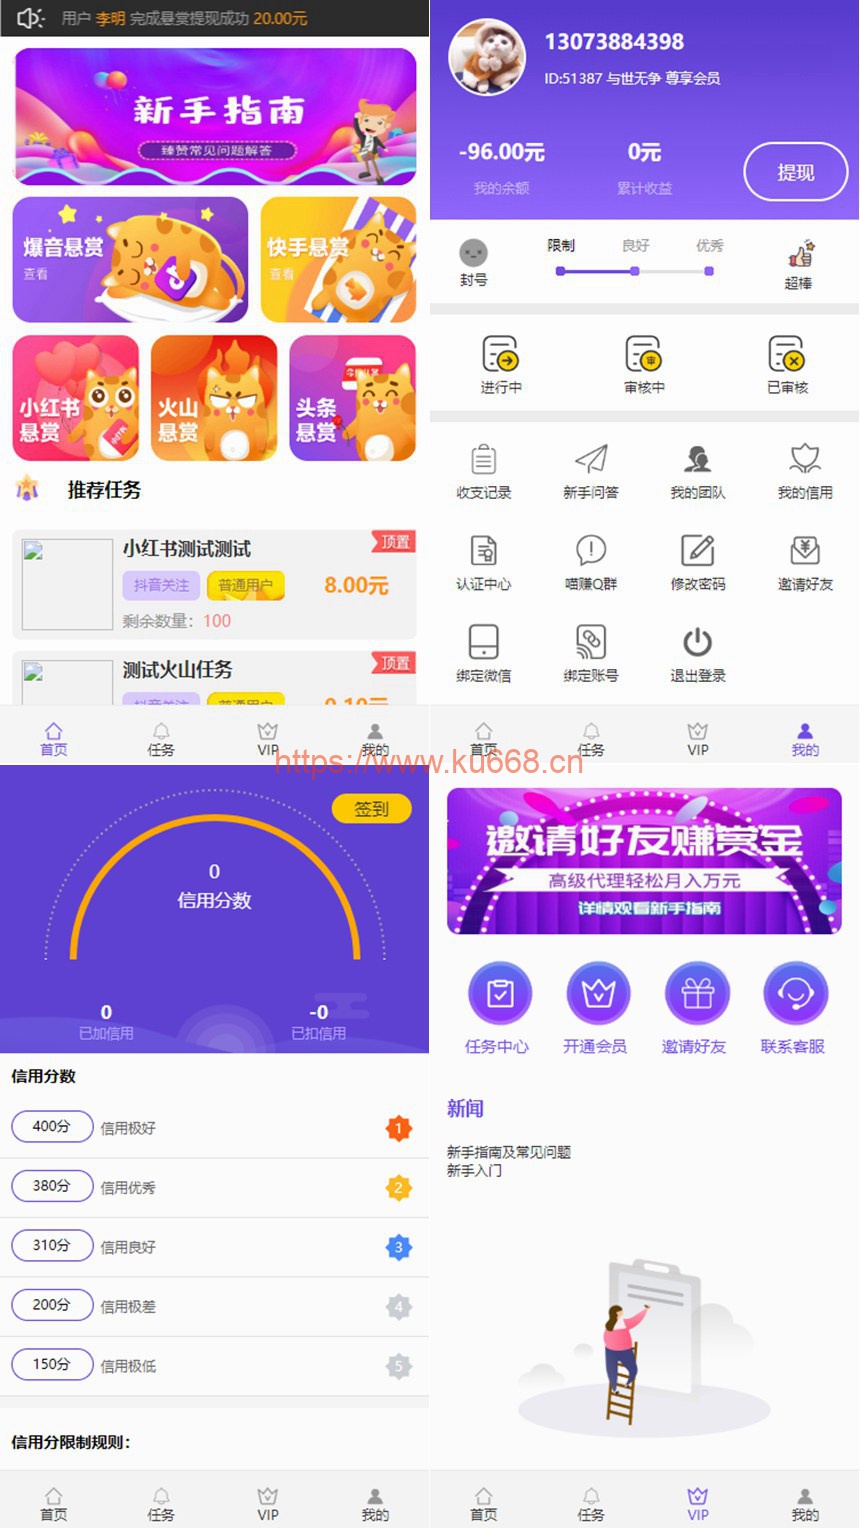 用户 李明 完成悬赏提现成功 20.00元
新手指南
臻赞常见问题解答
爆音悬赏
查看
快手悬赏
查看
小红书
悬赏
火山
悬赏
头条
悬赏
推荐任务
小红书测试测试
顶置
抖音关注
普通用户
8.00元
剩余数量：100
测试火山任务
顶置
抖音关注
普通用户
0.10元
首页
任务
VIP
我的
13073884398
ID:51387 与世无争 尊享会员
-96.00元
0元
我的余额
累计收益
提现
限制
良好
优秀
封号
超棒
审
进行中
审核中
已审核
收支记录
新手问答
我的团队
我的信用
认证中心
喵赚Q群
修改密码
邀请好友
绑定微信
绑定账号
退出登录
首页
任务
VIP
我的
https://www.ku668.cn
签到
0
信用分数
0
-0
已加信用
已扣信用
信用分数
400分
信用极好
1
380分
信用优秀
2
310分
信用良好
3
200分
信用极差
4
150分
信用极低
5
信用分限制规则：
首页
任务
VIP
我的
邀请好友赚赏金
高级代理轻松月入万元
详情观看新手指南
任务中心
开通会员
邀请好友
联系客服
新闻
新手指南及常见问题
新手入门
首页
任务
VIP
我的